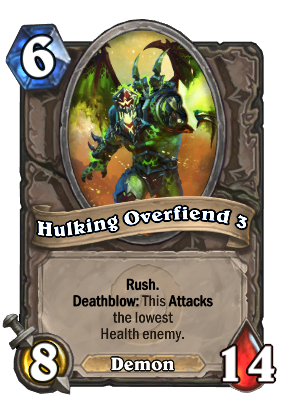 6
Hulking Overfiend 3
Rush.
Deathblow: This Attacks
the lowest
Health enemy.
8
Demon
14